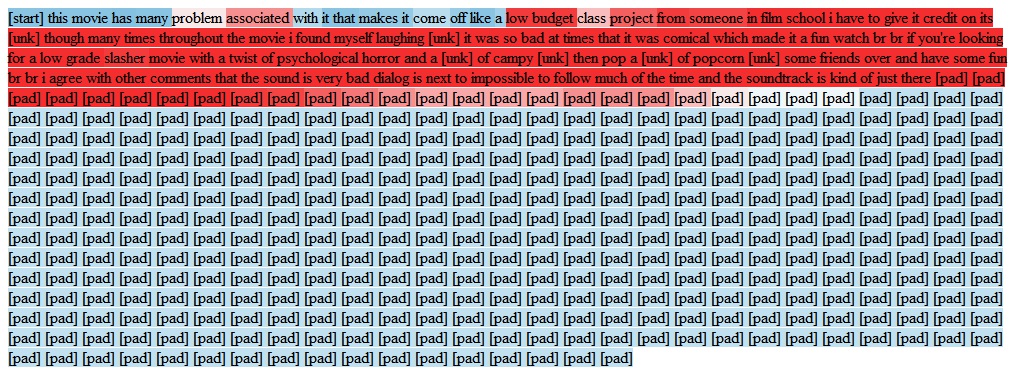 [start] this movie has many problem associated with it that makes it come off like a low budget class project from someone in film school i have to give it credit on its
[unk] though many times throughout the movie i found myself laughing [unk] it was so bad at times that it was comical which made it a fun watch br br if you're looking
for a low grade slasher movie with a twist of psychological horror and a [unk] of campy [unk] then pop a [unk] of popcorn [unk] some friends over and have some fun
br br i agree with other comments that the sound is very bad dialog is next to impossible to follow much of the time and the soundtrack is kind of just there [pad] [pad]
[pad] [pad] [pad] [pad] [pad] [pad] [pad] [pad] [pad] [pad] [pad] [pad] [pad] [pad] [pad] [pad] [pad] [pad] [pad] [pad] [pad] [pad] [pad] [pad] [pad] [pad] [pad]
[pad] [pad] [pad] [pad] [pad] [pad] [pad] [pad] [pad] [pad] [pad] [pad] [pad] [pad] [pad] [pad] [pad] [pad] [pad] [pad] [pad] [pad] [pad] [pad] [pad] [pad] [pad]
[pad] [pad] [pad] [pad] [pad] [pad] [pad] [pad] [pad] [pad] [pad] [pad] [pad] [pad] [pad] [pad] [pad] [pad] [pad] [pad] [pad] [pad] [pad] [pad] [pad] [pad] [pad]
[pad] [pad] [pad] [pad] [pad] [pad] [pad] [pad] [pad] [pad] [pad] [pad] [pad] [pad] [pad] [pad] [pad] [pad] [pad] [pad] [pad] [pad] [pad] [pad] [pad] [pad] [pad]
[pad] [pad] [pad] [pad] [pad] [pad] [pad] [pad] [pad] [pad] [pad] [pad] [pad] [pad] [pad] [pad] [pad] [pad] [pad] [pad] [pad] [pad] [pad] [pad] [pad] [pad] [pad]
[pad] [pad] [pad] [pad] [pad] [pad] [pad] [pad] [pad] [pad] [pad] [pad] [pad] [pad] [pad] [pad] [pad] [pad] [pad] [pad] [pad] [pad] [pad] [pad] [pad] [pad] [pad]
[pad] [pad] [pad] [pad] [pad] [pad] [pad] [pad] [pad] [pad] [pad] [pad] [pad] [pad] [pad] [pad] [pad] [pad] [pad] [pad] [pad] [pad] [pad] [pad] [pad] [pad] [pad]
[pad] [pad] [pad] [pad] [pad] [pad] [pad] [pad] [pad] [pad] [pad] [pad] [pad] [pad] [pad] [pad] [pad] [pad] [pad] [pad] [pad] [pad] [pad] [pad] [pad] [pad] [pad]
[pad] [pad] [pad] [pad] [pad] [pad] [pad] [pad] [pad] [pad] [pad] [pad] [pad] [pad] [pad] [pad] [pad] [pad] [pad] [pad] [pad] [pad] [pad] [pad] [pad] [pad] [pad]
[pad] [pad] [pad] [pad] [pad] [pad] [pad] [pad] [pad] [pad] [pad] [pad] [pad] [pad] [pad] [pad] [pad] [pad] [pad] [pad] [pad] [pad] [pad] [pad] [pad] [pad] [pad]
[pad] [pad] [pad] [pad] [pad] [pad] [pad] [pad] [pad] [pad] [pad] [pad] [pad] [pad] [pad] [pad] [pad] [pad] [pad] [pad] [pad] [pad] [pad] [pad] [pad] [pad] [pad]
[pad] [pad] [pad] [pad] [pad] [pad] [pad] [pad] [pad] [pad] [pad] [pad] [pad] [pad] [pad] [pad] [pad] [pad] [pad] [pad] [pad] [pad] [pad] [pad] [pad] [pad] [pad]
[pad] [pad] [pad] [pad] [pad] [pad] [pad] [pad] [pad] [pad] [pad] [pad] [pad] [pad] [pad] [pad] [pad] [pad] [pad] [pad] [pad] [pad] [pad] [pad] [pad] [pad] [pad]
[pad] [pad] [pad] [pad] [pad] [pad] [pad] [pad] [pad] [pad] [pad] [pad] [pad] [pad] [pad] [pad] [pad]